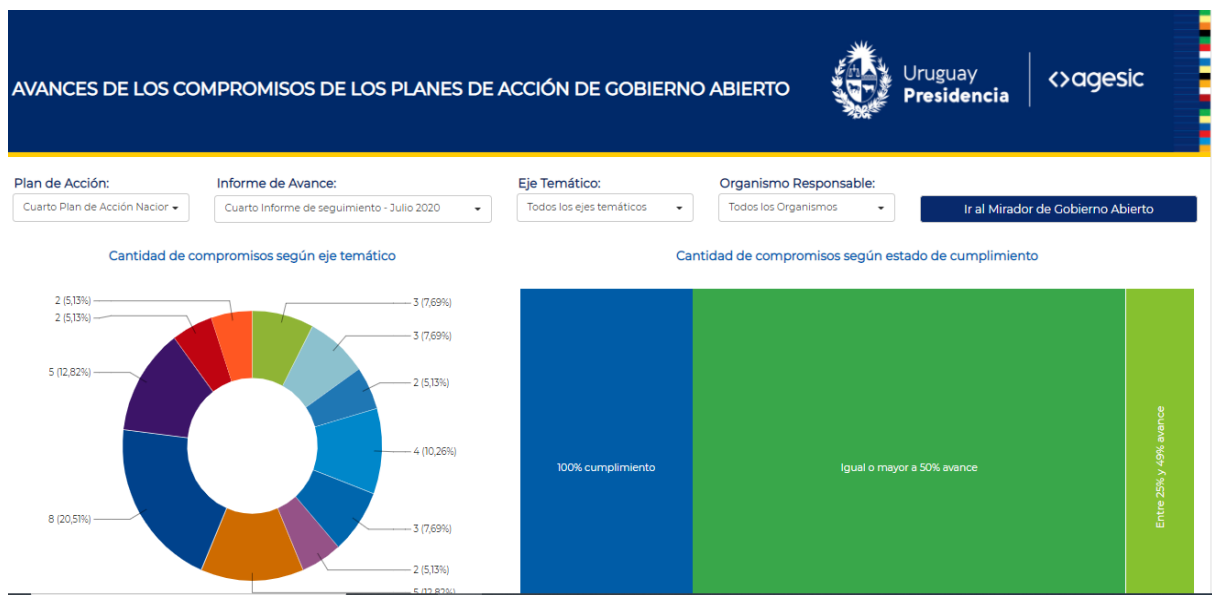 AVANCES DE LOS COMPROMISOS DE LOS PLANES DE ACCIÓN DE GOBIERNO ABIERTO
Uruguay
Presidencia
agesic
Plan de Acción:
Informe de Avance:
Eje Temático:
Organismo Responsable:
Cuarto Plan de Acción Nacior
Cuarto Informe de seguimiento - Julio 2020
Todos los ejes temáticos
Todos los Organismos
Ir al Mirador de Gobierno Abierto
Cantidad de compromisos según eje temático
2 (5,13%)
2 (5,13%)
5 (12,82%)
8 (20,51%)
3 (7,69%)
3 (7,69%)
2 (5,13%)
4 (10,26%)
3 (7,69%)
2 (5,13%)
5 (12,82%)
Cantidad de compromisos según estado de cumplimiento
100% cumplimiento
Igual o mayor a 50% avance
Entre 25% y 49% avance